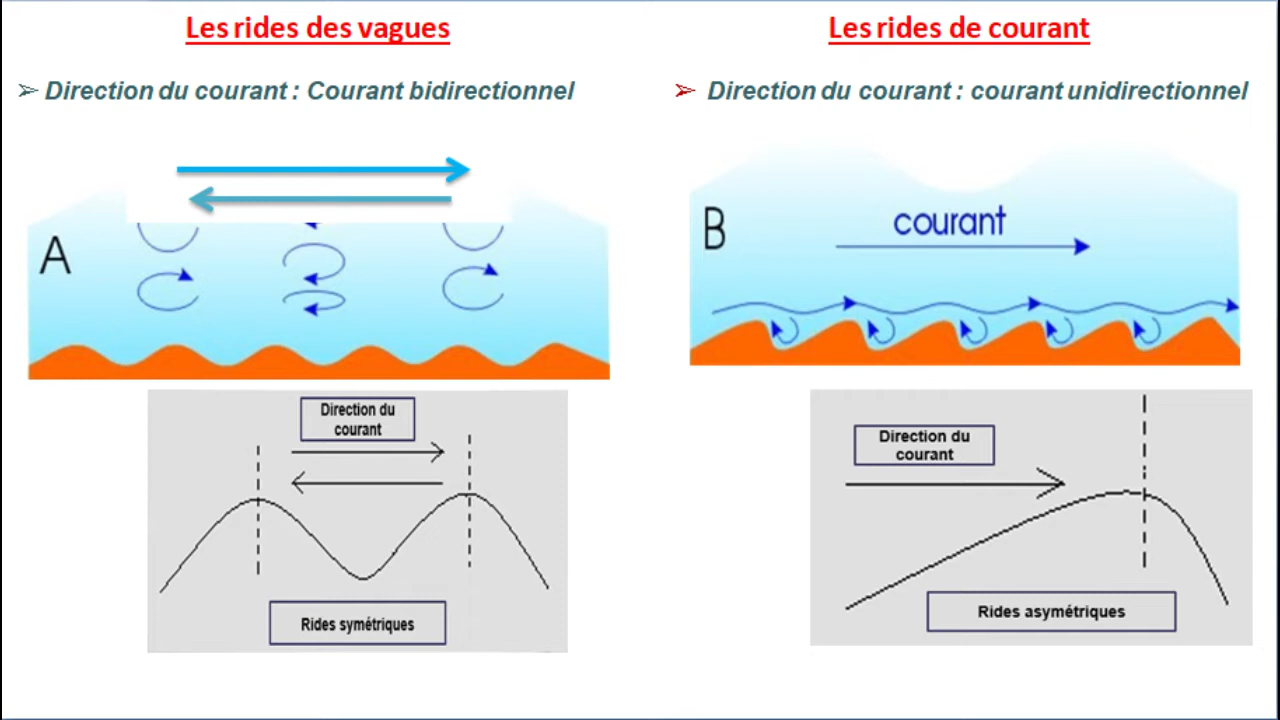 Les rides des vagues
➢ Direction du courant : Courant bidirectionnel
A
Direction du
courant
Rides symétriques
Les rides de courant
➢ Direction du courant : courant unidirectionnel
B
courant
Direction du
courant
Rides asymétriques